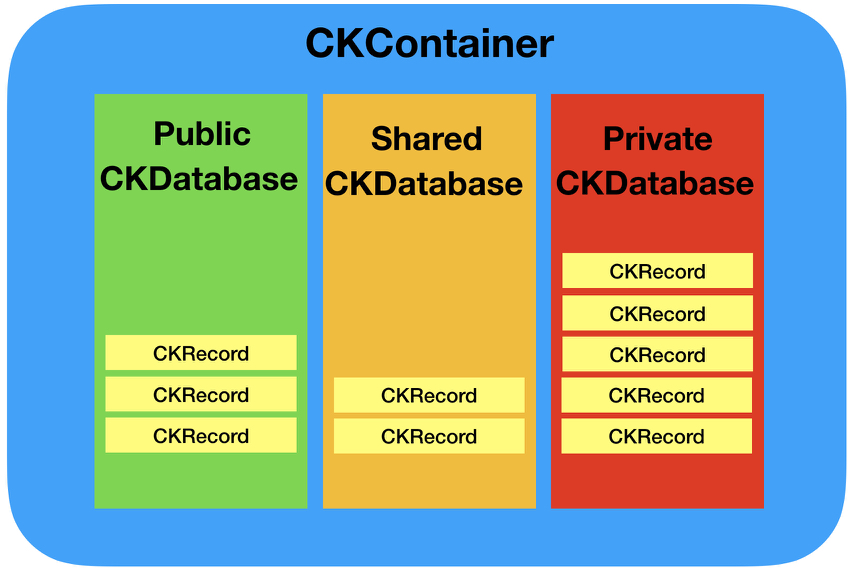 CKContainer
Public
CKDatabase
CKRecord
CKRecord
CKRecord
Shared
CKDatabase
CKRecord
CKRecord
Private
CKDatabase
CKRecord
CKRecord
CKRecord
CKRecord
CKRecord